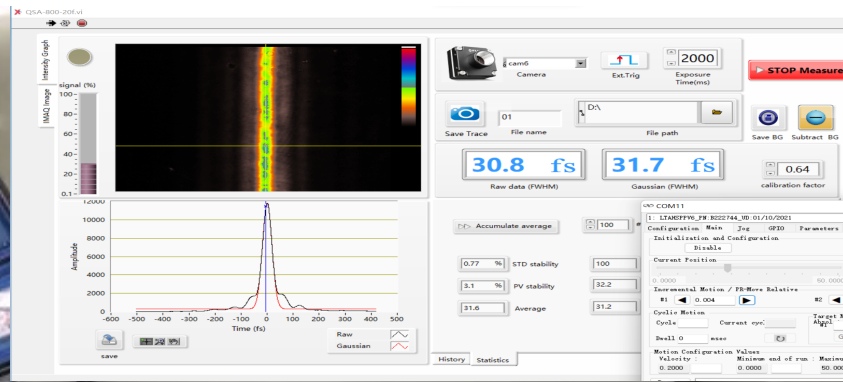 QSA-800-20f.vi
Intensity Graph
IMAQ Image
signal (%)
100-
80-
60-
40-
20-
0.1-
cam6
Camera
Ext.Trig
2000
Exposure
Time(ms)
STOP Measure
Save Trace
01
File name
D:\
File path
Save BG
Subtract BG
30.8 fs
Raw data (FWHM)
31.7 fs
Gaussian (FWHM)
0.64
calibration factor
12000
10000
8000
6000
4000
2000
0
Amplitude
-600 -500 -400 -300 -200 -100 0 100 200 300 400 500
Time (fs)
save
Raw
Gaussian
Accumulate average
100
0.77 % STD stability
100
3.1 % PV stability
32.2
31.6 Average
31.2
History
Statistics
COM11
1: LTAHSPPV6_PN:B222744_UD:01/10/2021
Configuration Main Jog GPIO Parameters
Initialization and Configuration
Disable
Current Position
0.0000
50.0000
Incremental Motion / PR-Move Relative
#1 0.004
#2
Cyclic Motion
Cycle
Dwell 0 msec
Motion Configuration Values
Velocity : Minimum end of run :
0.2000 0.0000